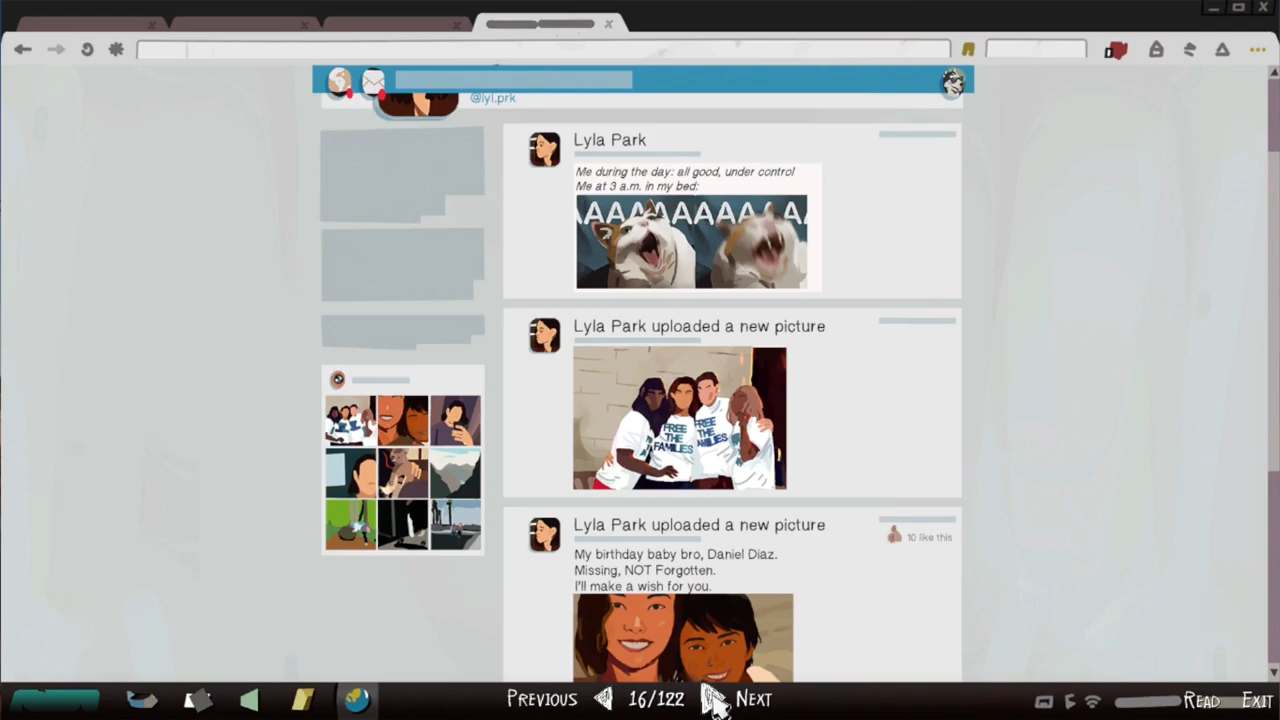 @lyl.prk
Lyla Park
Me during the day: all good, under control
Me at 3 a.m. in my bed:
AAAAAAAAAA
Lyla Park uploaded a new picture
FREE
THE
FAMILIES
FREE
THE
FAMILIES
Lyla Park uploaded a new picture
10 like this
My birthday baby bro, Daniel Diaz.
Missing, NOT Forgotten.
I'll make a wish for you.
PREVIOUS 16/122 NEXT
READ EXIT